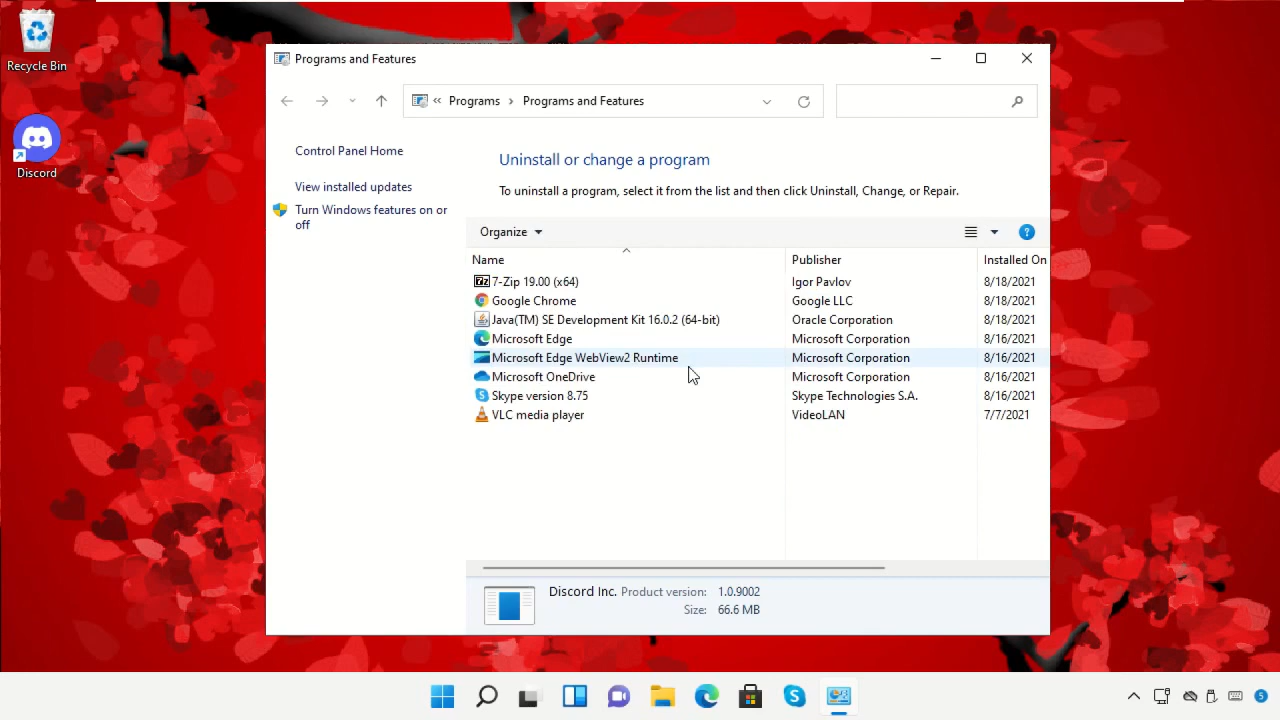 Recycle Bin
Discord
Programs and Features
« Programs › Programs and Features
Control Panel Home
View installed updates
Turn Windows features on or
off
Uninstall or change a program
To uninstall a program, select it from the list and then click Uninstall, Change, or Repair.
Organize
?
Name Publisher Installed On
7z 7-Zip 19.00 (x64) Igor Pavlov 8/18/2021
Google Chrome Google LLC 8/18/2021
Java(TM) SE Development Kit 16.0.2 (64-bit) Oracle Corporation 8/18/2021
Microsoft Edge Microsoft Corporation 8/16/2021
Microsoft Edge WebView2 Runtime Microsoft Corporation 8/16/2021
Microsoft OneDrive Microsoft Corporation 8/16/2021
S Skype version 8.75 Skype Technologies S.A. 8/16/2021
VLC media player VideoLAN 7/7/2021
Discord Inc. Product version: 1.0.9002
Size: 66.6 MB
S 5